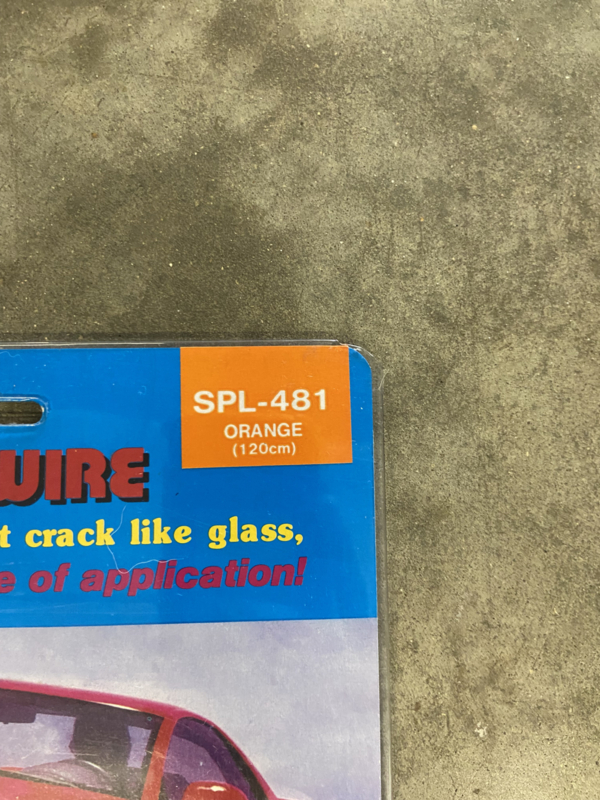 SPL-481
ORANGE
(120cm)
WIRE
crack like glass,
of application!